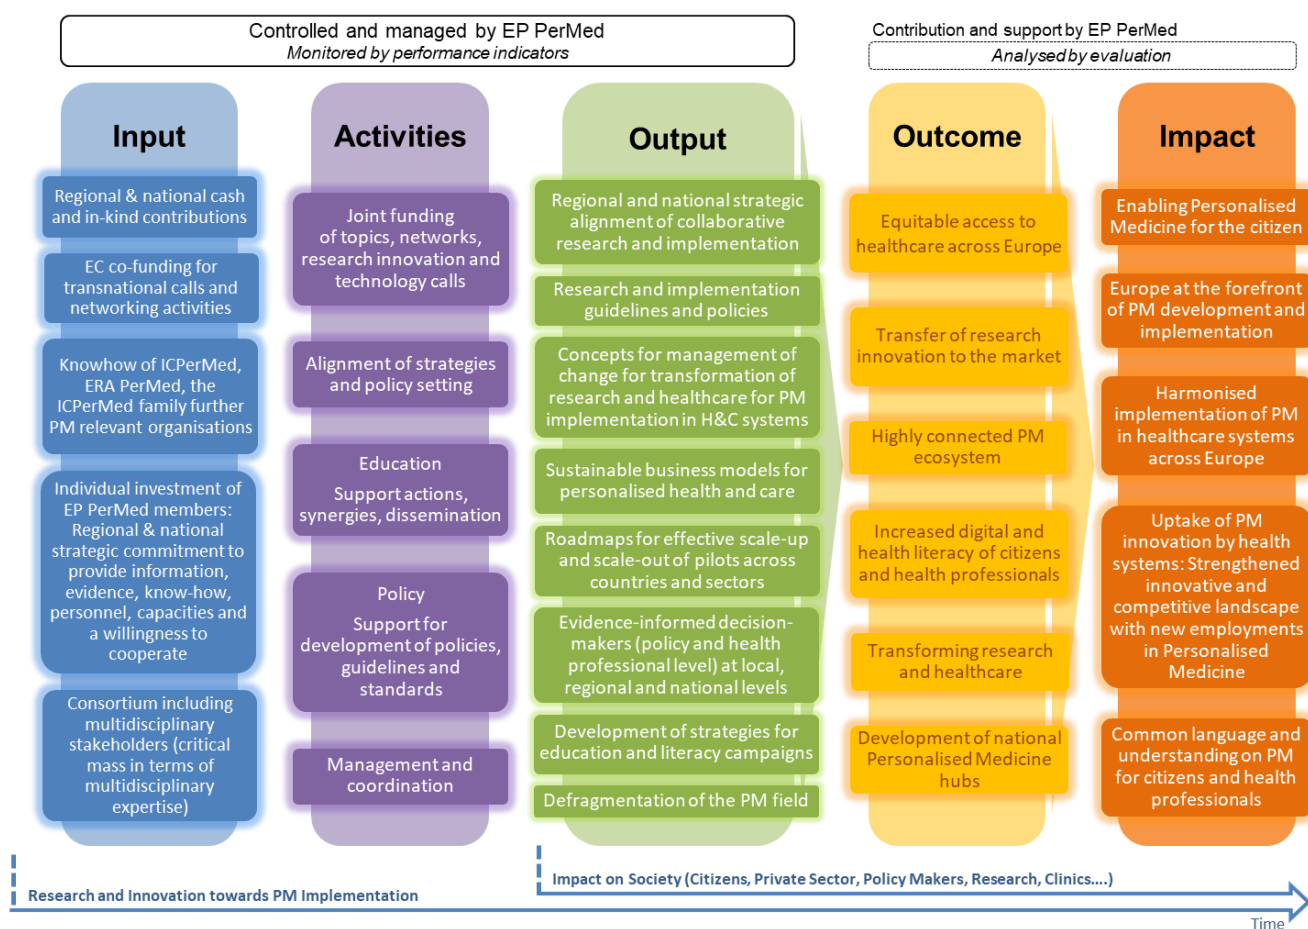 Controlled and managed by EP PerMed
Monitored by performance indicators
Contribution and support by EP PerMed
Analysed by evaluation
Input
Regional & national cash
and in-kind contributions
EC co-funding for
transnational calls and
networking activities
Knowhow of ICPerMed,
ERA PerMed, the
ICPerMed family further
PM relevant organisations
Individual investment of
EP PerMed members:
Regional & national
strategic commitment to
provide information,
evidence, know-how,
personnel, capacities and
a willingness to
cooperate
Consortium including
multidisciplinary
stakeholders (critical
mass in terms of
multidisciplinary
expertise)
Activities
Joint funding
of topics, networks,
research innovation and
technology calls
Alignment of strategies
and policy setting
Education
Support actions,
synergies, dissemination
Policy
Support for
development of policies,
guidelines and
standards
Management and
coordination
Output
Regional and national strategic
alignment of collaborative
research and implementation
Research and implementation
guidelines and policies
Concepts for management of
change for transformation of
research and healthcare for PM
implementation in H&C systems
Sustainable business models for
personalised health and care
Roadmaps for effective scale-up
and scale-out of pilots across
countries and sectors
Evidence-informed decision-
makers (policy and health
professional level) at local,
regional and national levels
Development of strategies for
education and literacy campaigns
Defragmentation of the PM field
Outcome
Equitable access to
healthcare across Europe
Transfer of research
innovation to the market
Highly connected PM
ecosystem
Increased digital and
health literacy of citizens
and health professionals
Transforming research
and healthcare
Development of national
Personalised Medicine
hubs
Impact
Enabling Personalised
Medicine for the citizen
Europe at the forefront
of PM development and
implementation
Harmonised
implementation of PM
in healthcare systems
across Europe
Uptake of PM
innovation by health
systems: Strengthened
innovative and
competitive landscape
with new employments
in Personalised
Medicine
Common language and
understanding on PM
for citizens and health
professionals
Impact on Society (Citizens, Private Sector, Policy Makers, Research, Clinics....)
Research and Innovation towards PM Implementation
Time